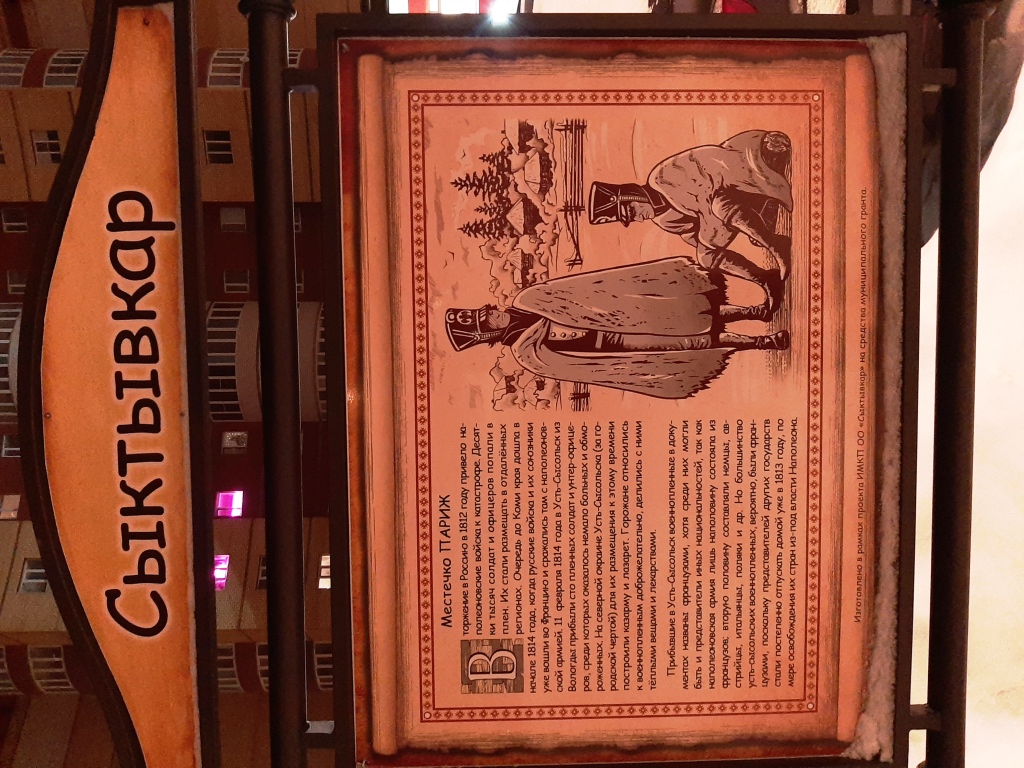 Сыктывкар
Местечко ПАРИЖ
Вторжение в Россию в 1812 году привело на-
полеоновские войска к катастрофе. Десят-
ки тысяч солдат и офицеров попали в
плен. Их стали размещать в отдалённых
регионах. Очередь до Коми края дошла в
начале 1814 года, когда русские войска и их союзники
уже вошли во Францию и сражались там с наполеонов-
ской армией. 11 февраля 1814 года в Усть-Сысольск из
Вологды прибыли сто пленных солдат и унтер-офице-
ров, среди которых оказалось немало больных и обмо-
роженных. На северной окраине Усть-Сысольска (за го-
родской чертой) для их размещения к этому времени
построили казарму и лазарет. Горожане относились
к военнопленным доброжелательно, делились с ними
тёплыми вещами и лекарствами.
Прибывшие в Усть-Сысольск военнопленные в доку-
ментах названы французами, хотя среди них могли
быть и представители иных национальностей, так как
наполеоновская армия лишь наполовину состояла из
французов; вторую половину составляли немцы, ав-
стрийцы, итальянцы, поляки и др. Но большинство
усть-сысольских военнопленных, вероятно, были фран-
цузами, поскольку представителей других государств
стали постепенно отпускать домой уже в 1813 году, по
мере освобождения их стран из-под власти Наполеона.
Изготовлено в рамках проекта ИМКП ОО «Сыктывкар» на средства муниципального гранта.